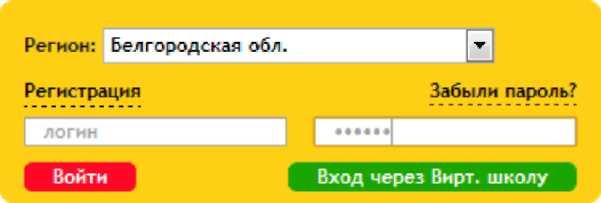 Регион: Белгородская обл.
Регистрация Забыли пароль?
логин ••••••
Войти Вход через Вирт. школу